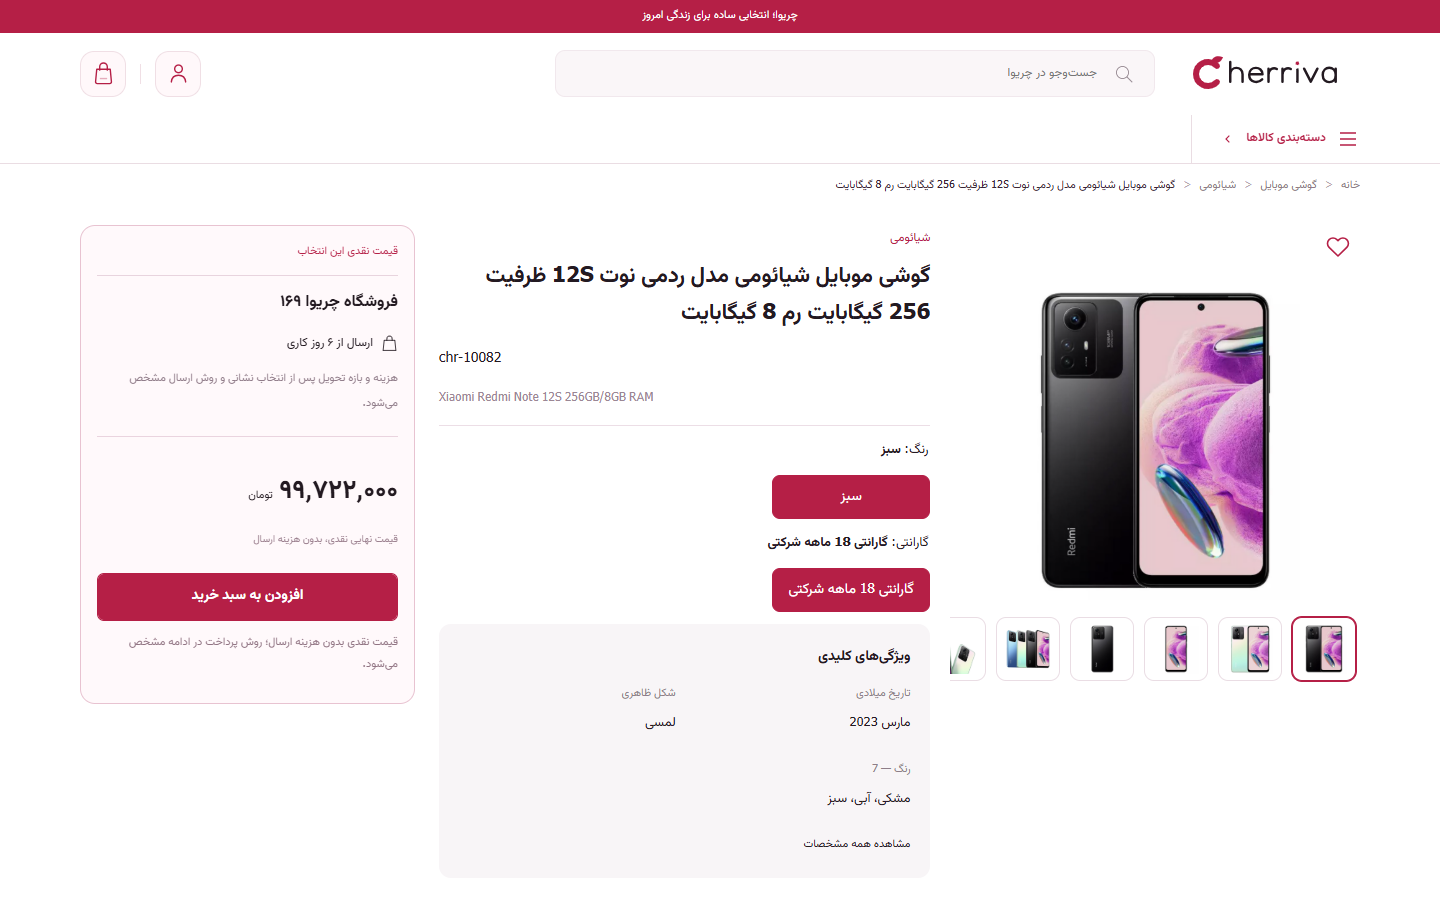 چریوا؛ انتخابی ساده برای زندگی امروز
Cherriva
جست‌وجو در چریوا
دسته‌بندی کالاها
خانه > گوشی موبایل > شیائومی > گوشی موبایل شیائومی مدل ردمی نوت 12S ظرفیت 256 گیگابایت رم 8 گیگابایت
Redmi
شیائومی
گوشی موبایل شیائومی مدل ردمی نوت 12S ظرفیت
256 گیگابایت رم 8 گیگابایت
chr-10082
Xiaomi Redmi Note 12S 256GB/8GB RAM
رنگ: سبز
سبز
گارانتی: گارانتی 18 ماهه شرکتی
گارانتی 18 ماهه شرکتی
ویژگی‌های کلیدی
تاریخ میلادی
مارس 2023
شکل ظاهری
لمسی
رنگ — 7
مشکی، آبی، سبز
مشاهده همه مشخصات
قیمت نقدی این انتخاب
فروشگاه چریوا ۱۶۹
ارسال از ۶ روز کاری
هزینه و بازه تحویل پس از انتخاب نشانی و روش ارسال مشخص
می‌شود.
۹۹,۷۲۲,۰۰۰ تومان
قیمت نهایی نقدی، بدون هزینه ارسال
افزودن به سبد خرید
قیمت نقدی بدون هزینه ارسال؛ روش پرداخت در ادامه مشخص
می‌شود.